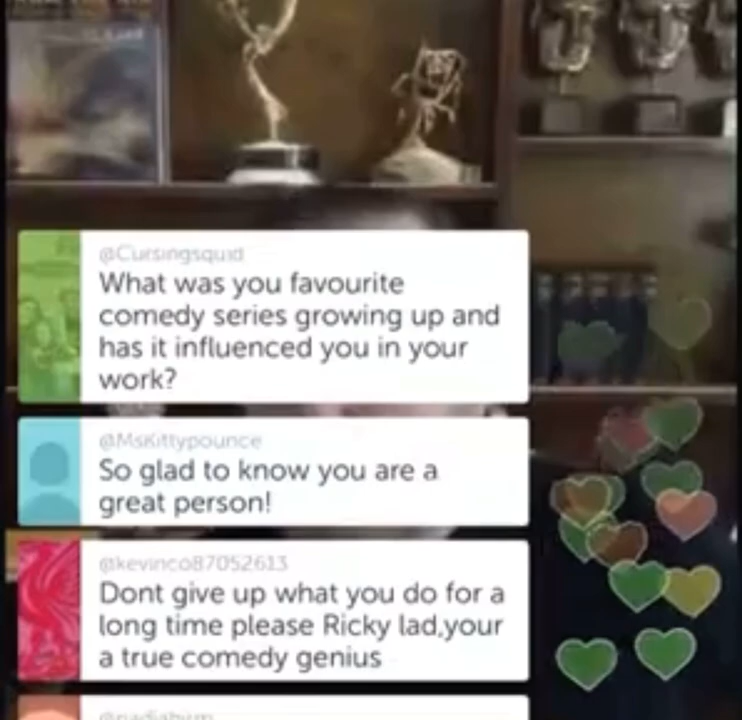 @Cursingsquid
What was you favourite
comedy series growing up and
has it influenced you in your
work?
@MsKittypounce
So glad to know you are a
great person!
@kevinco87052613
Dont give up what you do for a
long time please Ricky lad,your
a true comedy genius